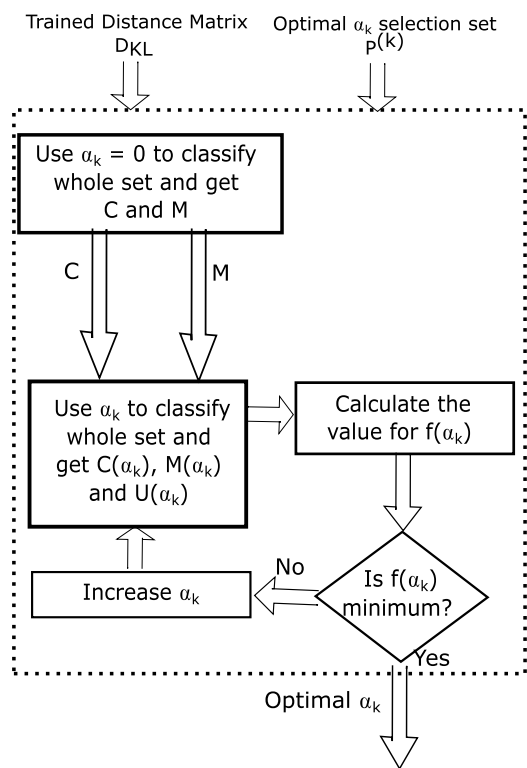 Trained Distance Matrix
D_KL
Optimal α_k selection set
P^(k)
Use α_k = 0 to classify
whole set and get
C and M
C
M
Use α_k to classify
whole set and
get C(α_k), M(α_k)
and U(α_k)
Calculate the
value for f(α_k)
Is f(α_k)
minimum?
No
Increase α_k
Yes
Optimal α_k